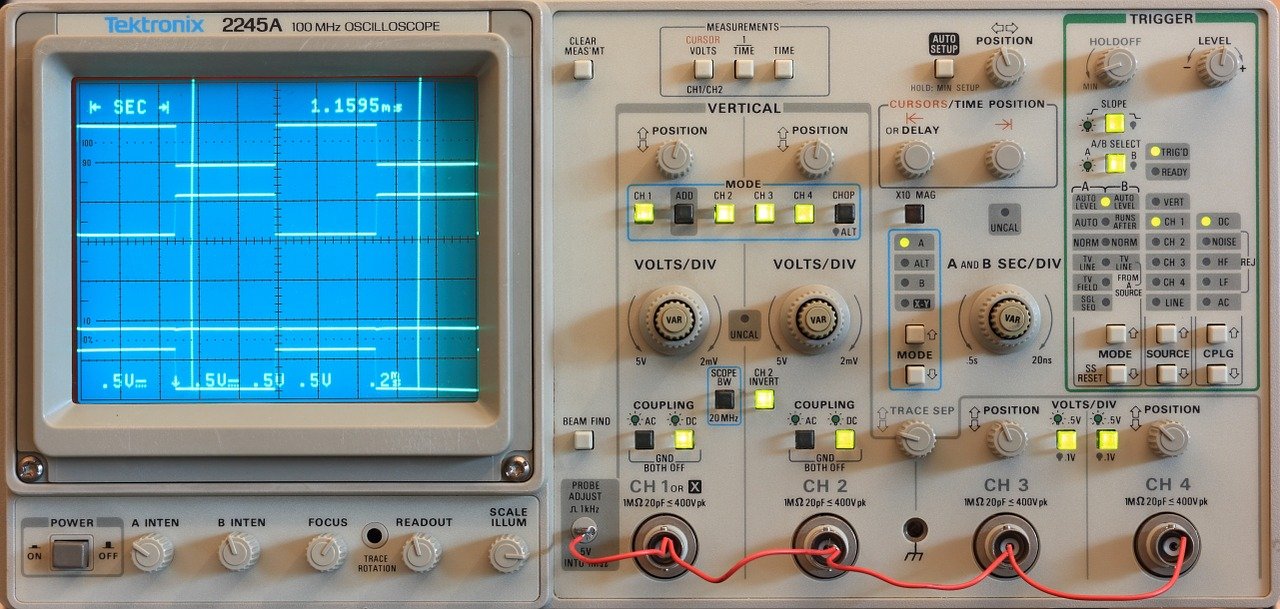 Tektronix 2245A 100 MHz OSCILLOSCOPE
|← SEC →| 1.1595ms
100
90
10
0%
.5V .5V .5V .5V .2ms
POWER
ON OFF
A INTEN
B INTEN
FOCUS
TRACE ROTATION
READOUT
SCALE ILLUM
CLEAR MEAS'MT
MEASUREMENTS
CURSOR VOLTS
CH1/CH2
1 TIME
TIME
AUTO SETUP
HOLD: MIN SETUP
POSITION
VERTICAL
POSITION
POSITION
MODE
CH 1 ADD CH 2 CH 3 CH 4 CHOP
ALT
VOLTS/DIV
VOLTS/DIV
VAR
VAR
5V 2mV
UNCAL
5V 2mV
SCOPE BW
20 MHz
CH 2 INVERT
COUPLING
AC DC
GND
BOTH OFF
COUPLING
AC DC
GND
BOTH OFF
BEAM FIND
PROBE ADJUST
1kHz
5V
INTO 1MΩ
CH 1 OR X
1MΩ 20pF ≤ 400V pk
CH 2
1MΩ 20pF ≤ 400V pk
CURSORS/TIME POSITION
OR DELAY
X10 MAG
UNCAL
A
ALT
B
X-Y
MODE
A AND B SEC/DIV
VAR
.5s 20ns
TRACE SEP
POSITION
VOLTS/DIV
.5V .5V
.1V .1V
POSITION
CH 3
1MΩ 20pF ≤ 400V pk
CH 4
1MΩ 20pF ≤ 400V pk
TRIGGER
HOLDOFF
MIN
LEVEL
- +
SLOPE
A/B SELECT
A B
TRIG'D
READY
A B
AUTO LEVEL AUTO LEVEL
AUTO RUNS AFTER
NORM NORM
TV LINE TV LINE
TV FIELD FROM A SOURCE
SGL SEQ
VERT
CH 1
CH 2
CH 3
CH 4
LINE
DC
NOISE
HF
LF
REJ
AC
MODE
SS RESET
SOURCE
CPLG